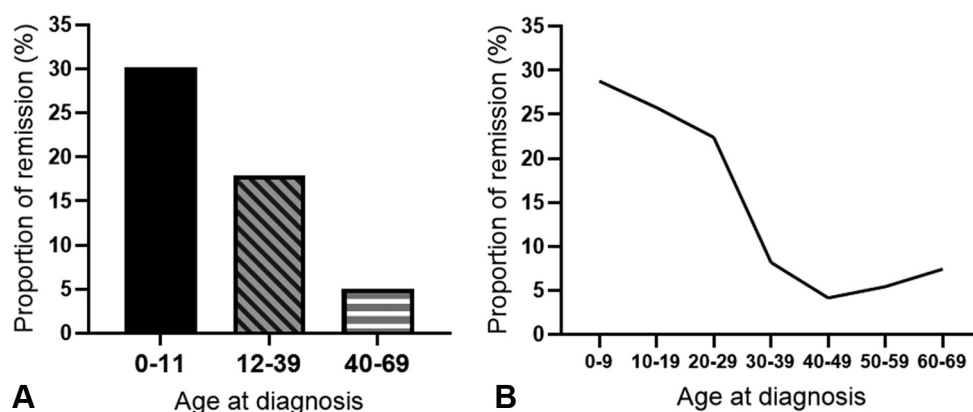 Proportion of remission (%)
35
30
25
20
15
10
5
0
0-11 12-39 40-69
Age at diagnosis
A
Proportion of remission (%)
35
30
25
20
15
10
5
0
0-9 10-19 20-29 30-39 40-49 50-59 60-69
Age at diagnosis
B